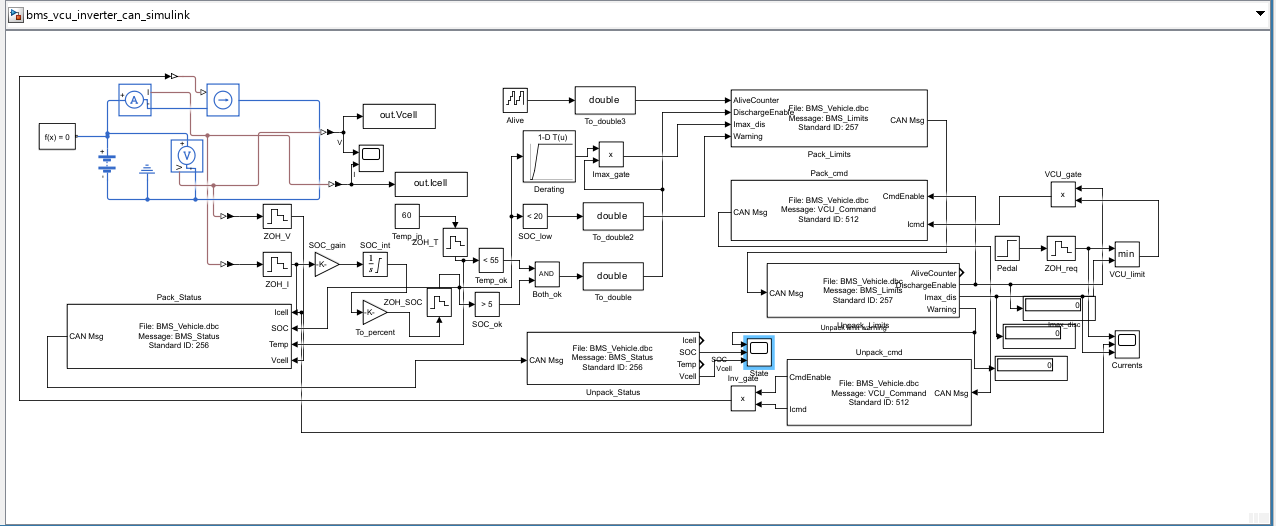 bms_vcu_inverter_can_simulink
f(x) = 0
A
I
V
V
I
out.Vcell
out.Icell
Alive
double
To_double3
1-D T(u)
Derating
x
Imax_gate
AliveCounter
DischargeEnable
Imax_dis
Warning
File: BMS_Vehicle.dbc
Message: BMS_Limits
Standard ID: 257
CAN Msg
Pack_Limits
Pack_cmd
CAN Msg
File: BMS_Vehicle.dbc
Message: VCU_Command
Standard ID: 512
CmdEnable
Icmd
VCU_gate
x
60
Temp_in
ZOH_T
< 20
SOC_low
double
To_double2
ZOH_V
SOC_gain
-K-
SOC_int
1
s
ZOH_I
< 55
Temp_ok
AND
Both_ok
double
To_double
Pedal
ZOH_req
min
VCU_limit
ZOH_SOC
-K-
To_percent
> 5
SOC_ok
CAN Msg
File: BMS_Vehicle.dbc
Message: BMS_Limits
Standard ID: 257
AliveCounter
DischargeEnable
Imax_dis
Warning
Unpack_Limits
0
Imax_disc
0
0
Pack_Status
CAN Msg
File: BMS_Vehicle.dbc
Message: BMS_Status
Standard ID: 256
Icell
SOC
Temp
Vcell
CAN Msg
File: BMS_Vehicle.dbc
Message: BMS_Status
Standard ID: 256
Icell
SOC
Temp
Vcell
Unpack_Status
SOC
Vcell
State
Inv_gate
x
Unpack_cmd
CmdEnable
Icmd
File: BMS_Vehicle.dbc
Message: VCU_Command
Standard ID: 512
CAN Msg
Currents